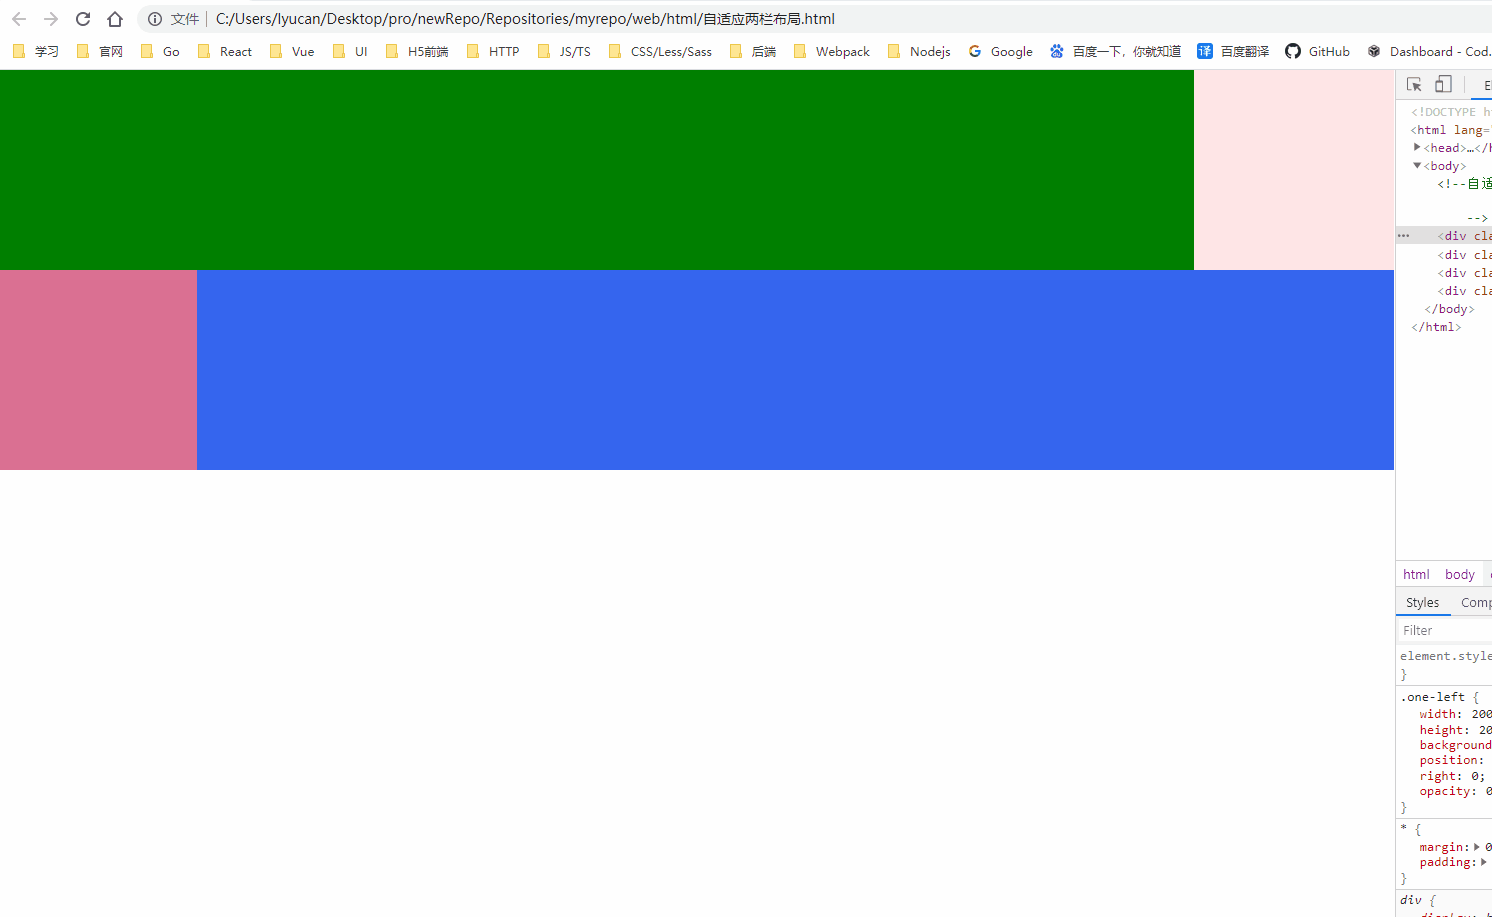 文件 C:/Users/lyucan/Desktop/pro/newRepo/Repositories/myrepo/web/html/自适应两栏布局.html
学习 官网 Go React Vue UI H5前端 HTTP JS/TS CSS/Less/Sass 后端 Webpack Nodejs Google 百度一下，你就知道 译 百度翻译 GitHub Dashboard - Cod
<!DOCTYPE h
<html lang=
<head>…</h
<body>
<!--自适
-->
<div cla
<div cla
<div cla
<div cla
</body>
</html>
html body
Styles Comp
Filter
element.style
}
.one-left {
width: 200
height: 20
background
position:
right: 0;
opacity: 0
}
* {
margin: 0
padding:
}
div {